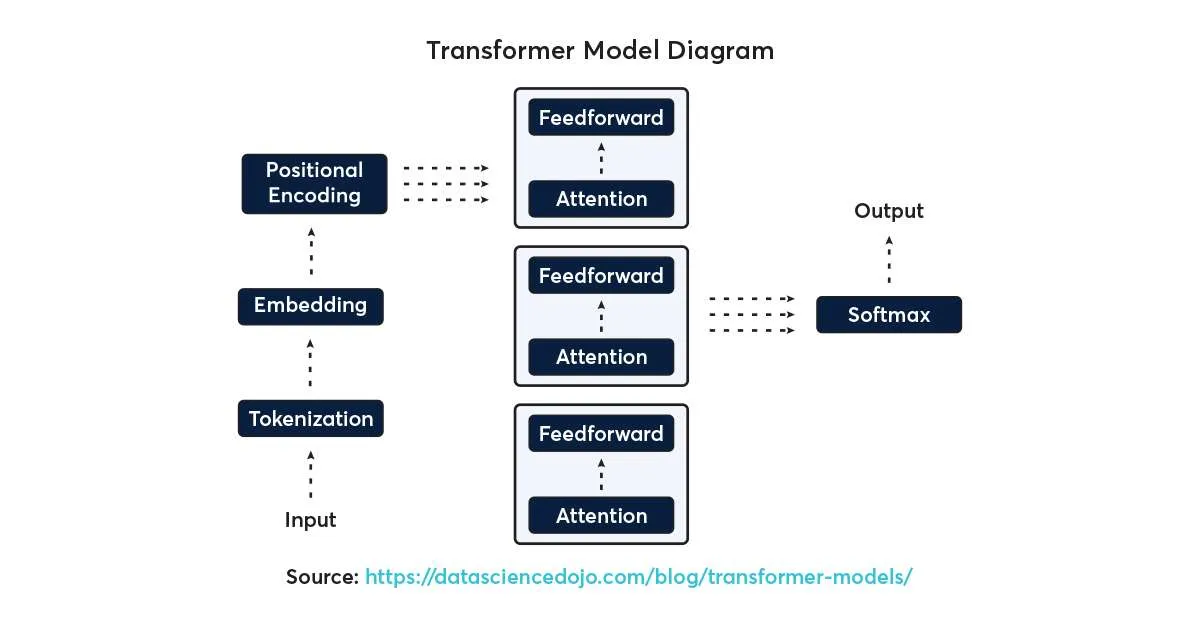 Transformer Model Diagram
Positional
Encoding
Embedding
Tokenization
Input
Feedforward
Attention
Feedforward
Attention
Feedforward
Attention
Output
Softmax
Source: https://datasciencedojo.com/blog/transformer-models/